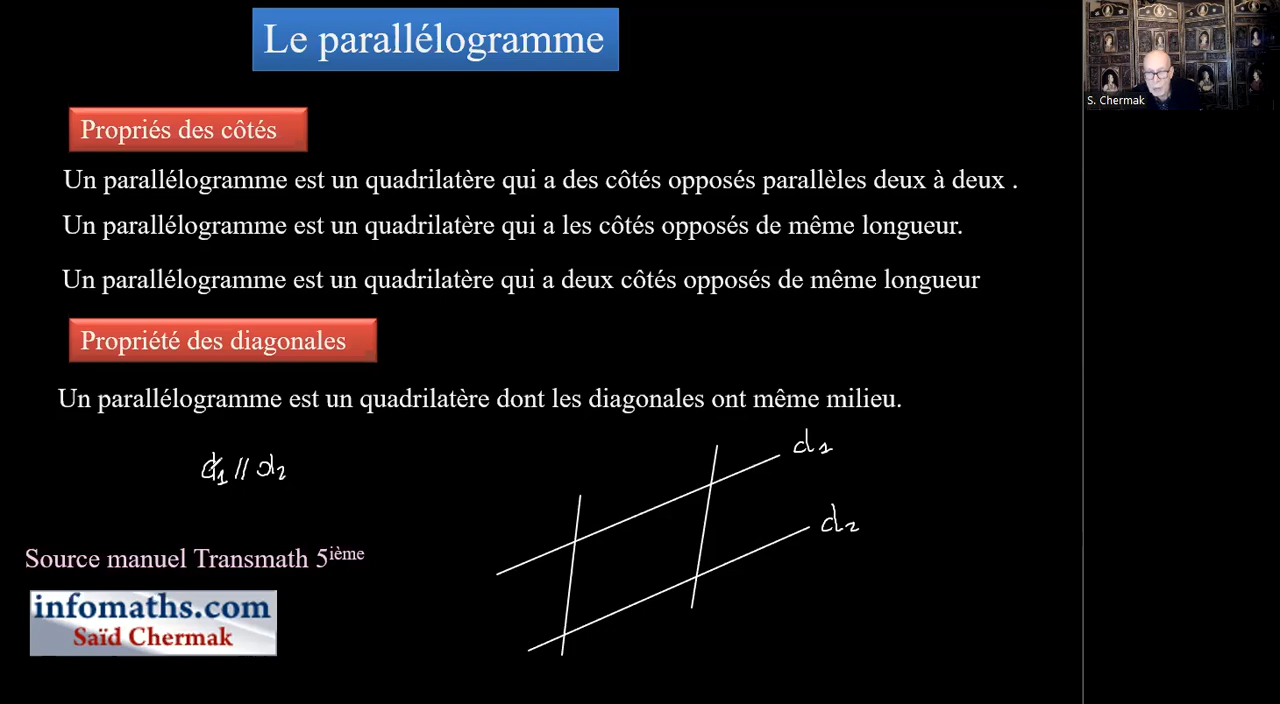 Le parallélogramme
S. Chermak
Propriés des côtés
Un parallélogramme est un quadrilatère qui a des côtés opposés parallèles deux à deux .
Un parallélogramme est un quadrilatère qui a les côtés opposés de même longueur.
Un parallélogramme est un quadrilatère qui a deux côtés opposés de même longueur
Propriété des diagonales
Un parallélogramme est un quadrilatère dont les diagonales ont même milieu.
d1
d1 // d2
d2
Source manuel Transmath 5ième
infomaths.com
Saïd Chermak